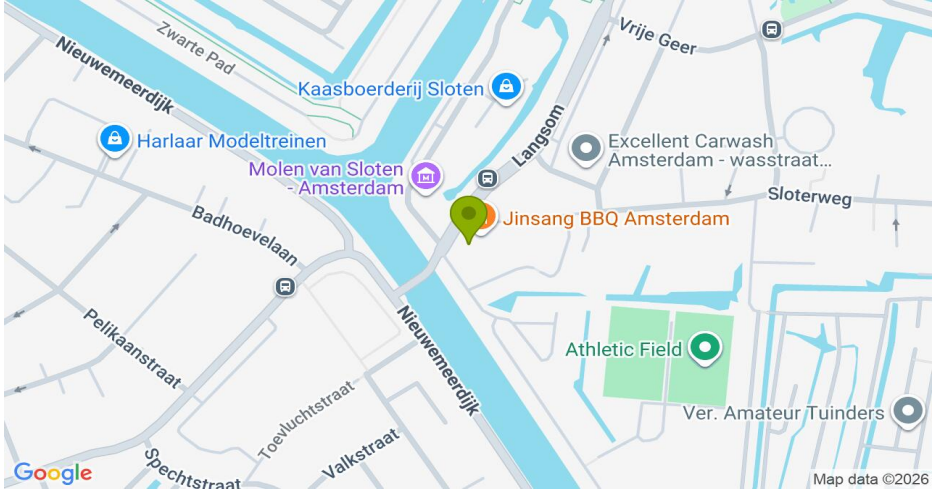 Vrije Geer
Nieuwemeerdijk
Zwarte Pad
Kaasboerderij Sloten
Langsom
Harlaar Modeltreinen
Excellent Carwash
Amsterdam - wasstraat...
Molen van Sloten
- Amsterdam
Sloterweg
Badhoevelaan
Jinsang BBQ Amsterdam
Pelikaanstraat
Nieuwemeerdijk
Athletic Field
Toevluchtstraat
Ver. Amateur Tuinders
Valkstraat
Spechtstraat
Google
Map data ©2026